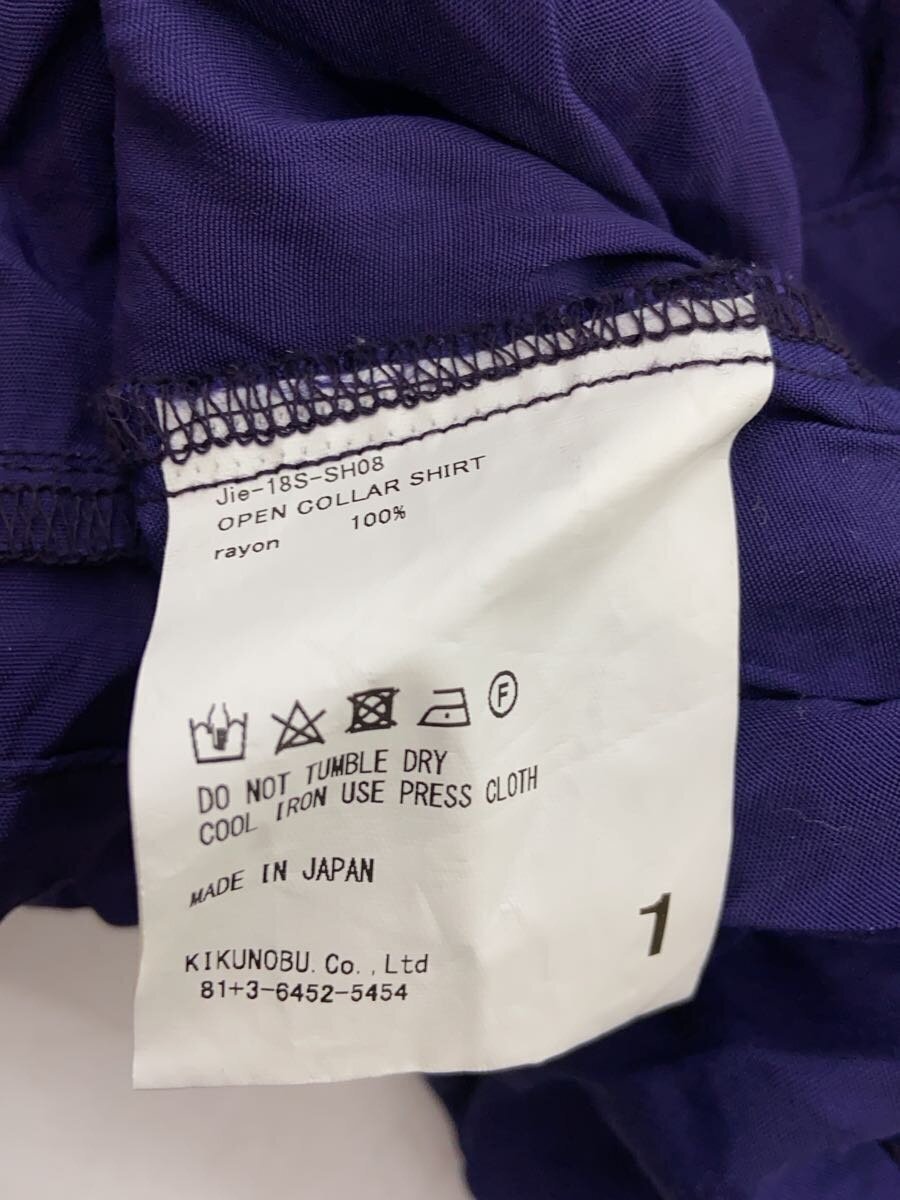 Jie-18S-SH08
OPEN COLLAR SHIRT
rayon 100%
F
DO NOT TUMBLE DRY
COOL IRON USE PRESS CLOTH
MADE IN JAPAN
1
KIKUNOBU. Co.,Ltd
81+3-6452-5454